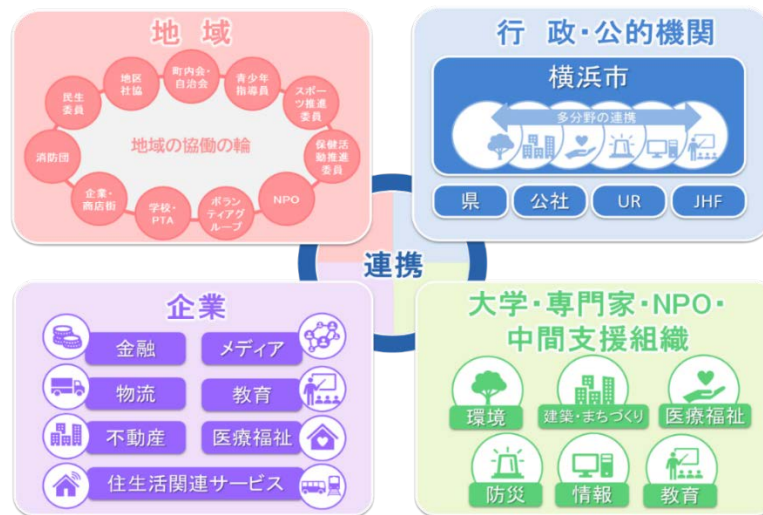 地域
町内会・
自治会
青少年
指導員
スポー
ツ推進
委員
保健活
動推進
委員
NPO
ボラン
ティアグ
ループ
学校・
PTA
企業・
商店街
消防団
民生
委員
地区
社協
地域の協働の輪
行政・公的機関
横浜市
多分野の連携
県
公社
UR
JHF
連携
企業
金融
メディア
物流
教育
不動産
医療福祉
住生活関連サービス
大学・専門家・NPO・
中間支援組織
環境
建築・まちづくり
医療福祉
防災
情報
教育